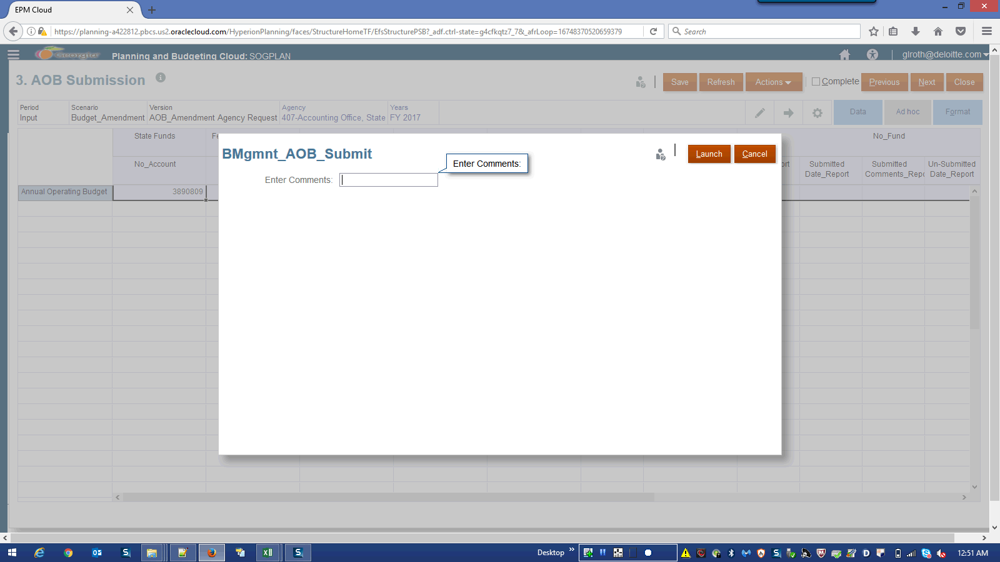 EPM Cloud
https://planning-a422812.pbcs.us2.oraclecloud.com/HyperionPlanning/faces/StructureHomeTF/EfsStructurePSB?_adf.ctrl-state=g4cfkqtz7_7&_afrLoop=16748370520659379
Search
Georgia
Planning and Budgeting Cloud: SOGPLAN
glroth@deloitte.com
3. AOB Submission
Save
Refresh
Actions
Complete
Previous
Next
Close
Period
Input
Scenario
Budget_Amendment
Version
AOB_Amendment Agency Request
Agency
407-Accounting Office, State
Years
FY 2017
Data
Ad hoc
Format
State Funds
Fe
No_Fund
No_Account
ort
Submitted
Date_Report
Submitted
Comments_Repo
Un-Submitted
Date_Report
Annual Operating Budget
3890809
BMgmnt_AOB_Submit
Launch
Cancel
Enter Comments:
Enter Comments:
Desktop
12:51 AM